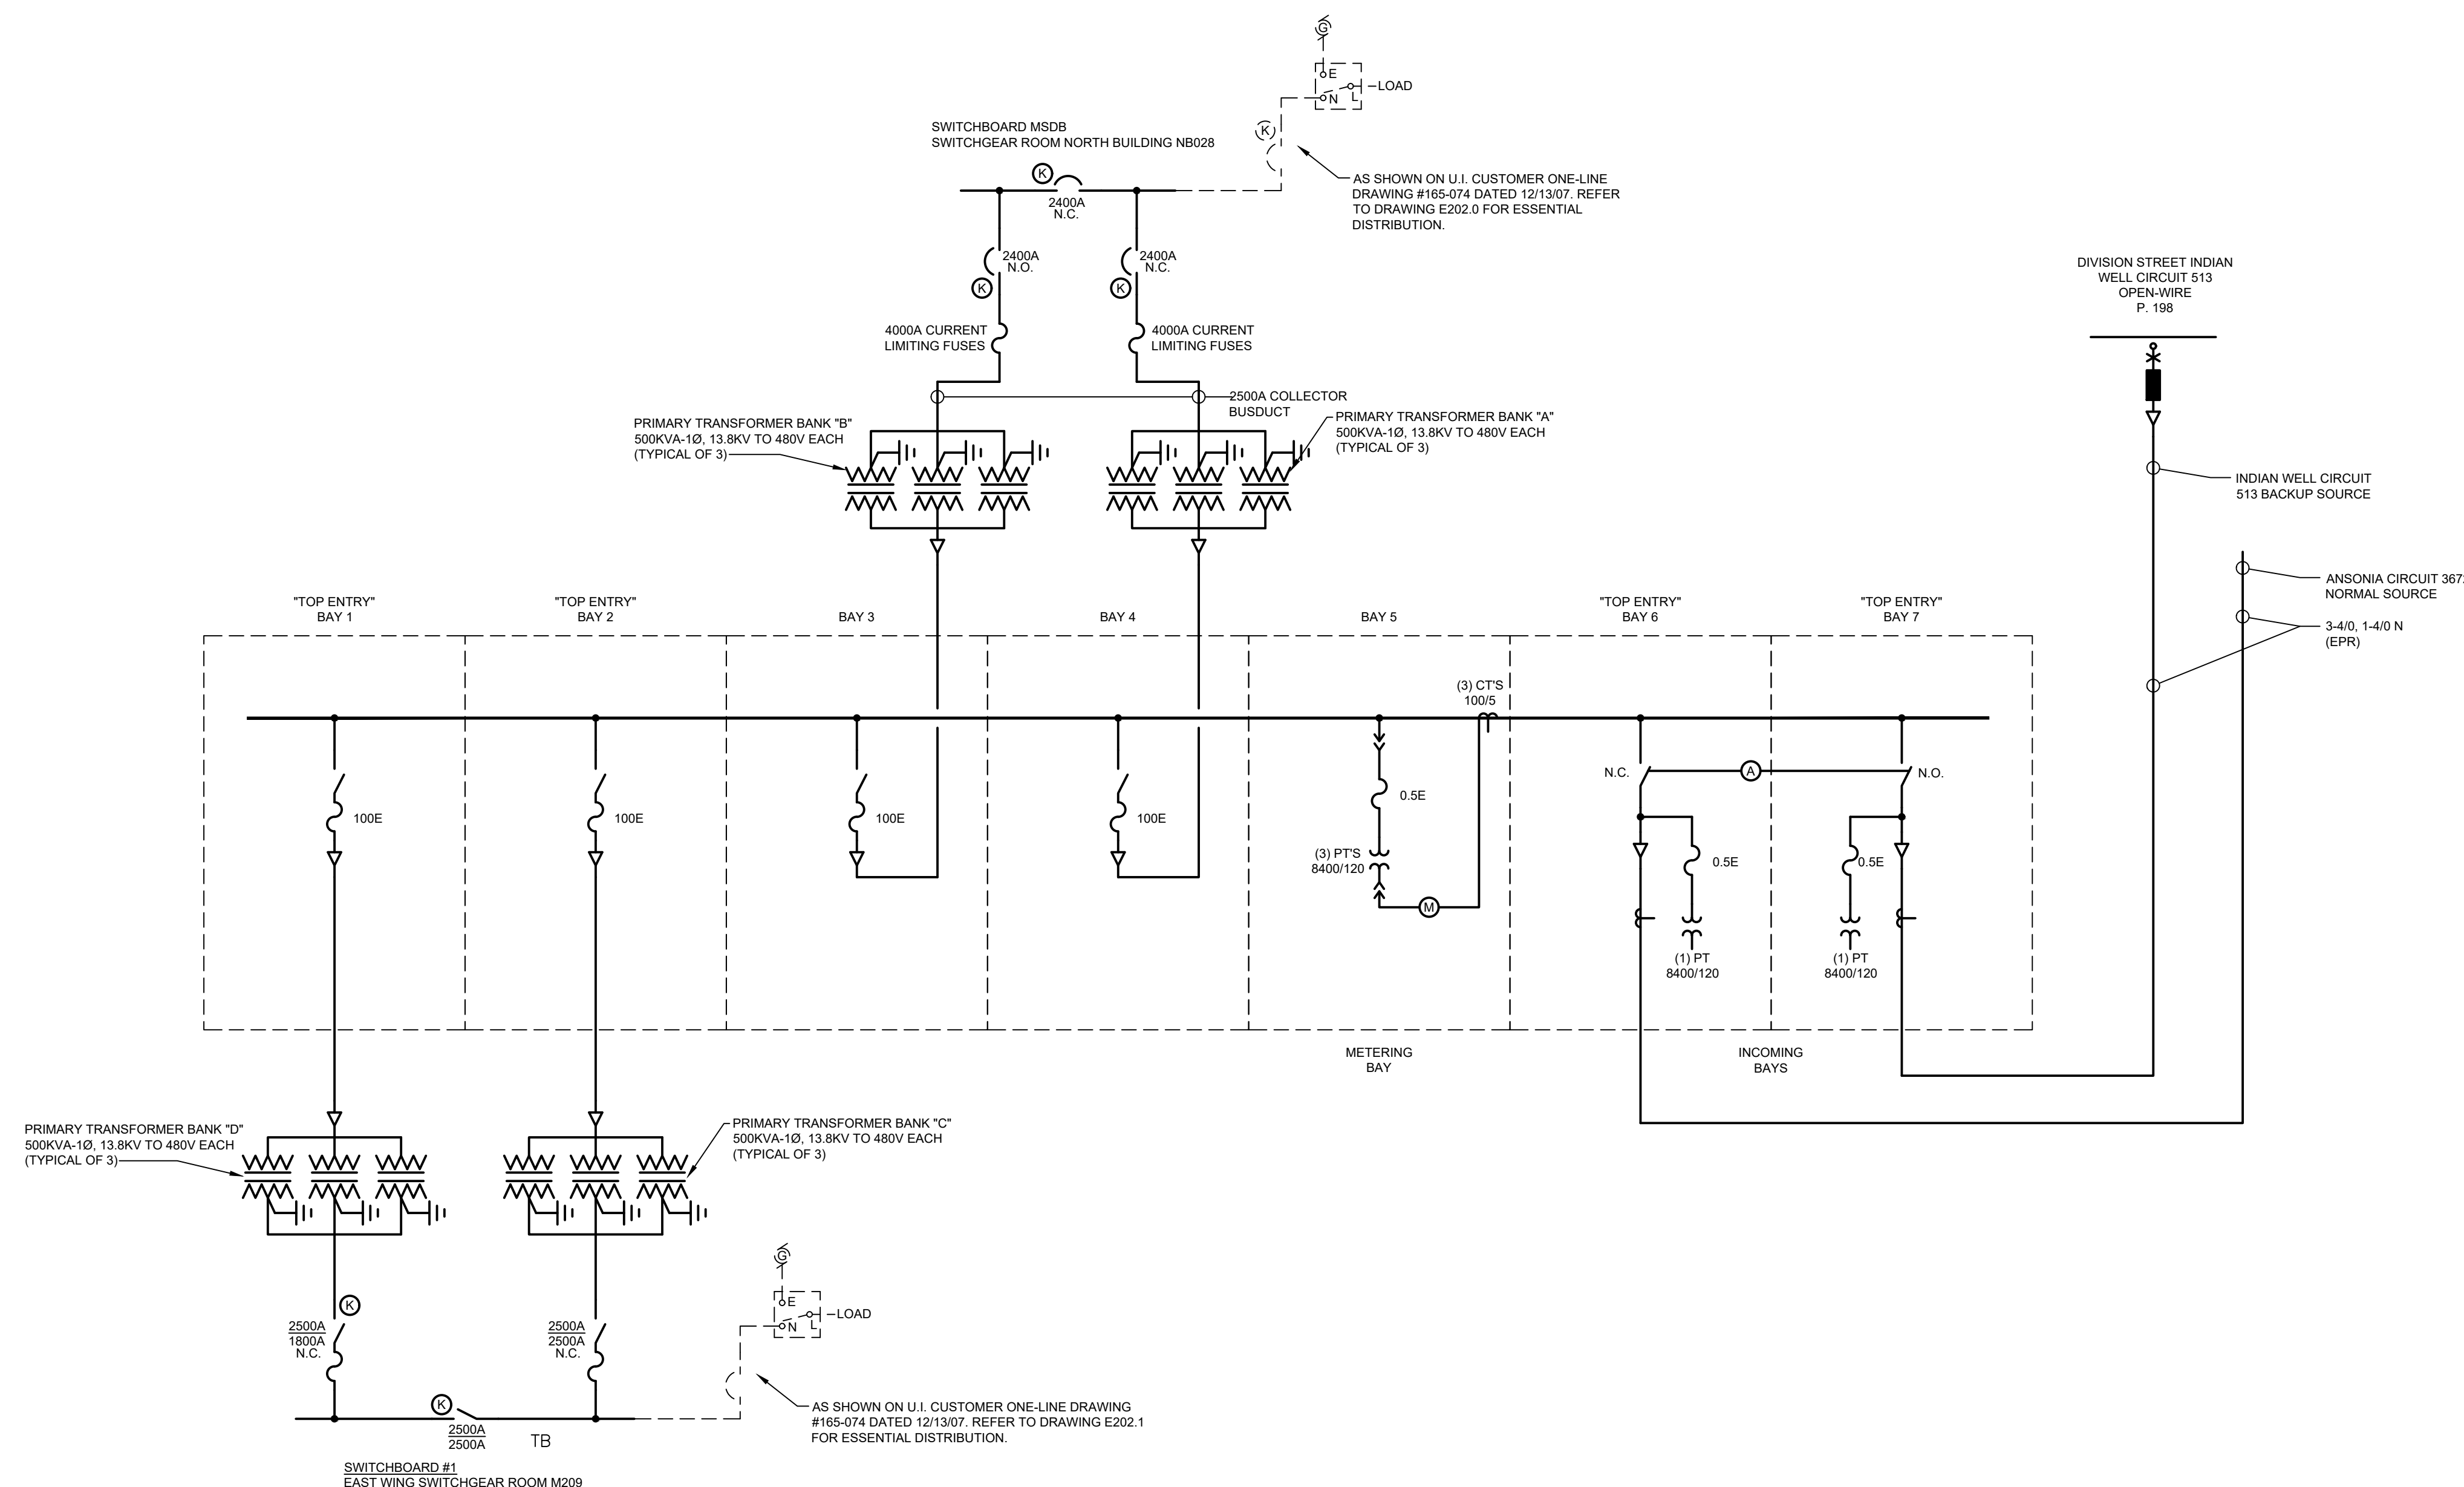 G
E
LOAD
N
L
SWITCHBOARD MSDB
SWITCHGEAR ROOM NORTH BUILDING NB028
K
K
2400A
N.C.
AS SHOWN ON U.I. CUSTOMER ONE-LINE
DRAWING #165-074 DATED 12/13/07. REFER
TO DRAWING E202.0 FOR ESSENTIAL
DISTRIBUTION.
2400A
N.O.
K
2400A
N.C.
K
4000A CURRENT
LIMITING FUSES
4000A CURRENT
LIMITING FUSES
DIVISION STREET INDIAN
WELL CIRCUIT 513
OPEN-WIRE
P. 198
2500A COLLECTOR
BUSDUCT
PRIMARY TRANSFORMER BANK "B"
500KVA-1Ø, 13.8KV TO 480V EACH
(TYPICAL OF 3)
PRIMARY TRANSFORMER BANK "A"
500KVA-1Ø, 13.8KV TO 480V EACH
(TYPICAL OF 3)
INDIAN WELL CIRCUIT
513 BACKUP SOURCE
ANSONIA CIRCUIT 367
NORMAL SOURCE
3-4/0, 1-4/0 N
(EPR)
"TOP ENTRY"
BAY 1
"TOP ENTRY"
BAY 2
BAY 3
BAY 4
BAY 5
"TOP ENTRY"
BAY 6
"TOP ENTRY"
BAY 7
(3) CT'S
100/5
100E
100E
100E
100E
0.5E
(3) PT'S
8400/120
M
N.C.
A
N.O.
0.5E
0.5E
(1) PT
8400/120
(1) PT
8400/120
METERING
BAY
INCOMING
BAYS
PRIMARY TRANSFORMER BANK "D"
500KVA-1Ø, 13.8KV TO 480V EACH
(TYPICAL OF 3)
PRIMARY TRANSFORMER BANK "C"
500KVA-1Ø, 13.8KV TO 480V EACH
(TYPICAL OF 3)
G
E
LOAD
N
L
K
2500A
1800A
N.C.
2500A
2500A
N.C.
K
2500A
2500A
TB
AS SHOWN ON U.I. CUSTOMER ONE-LINE DRAWING
#165-074 DATED 12/13/07. REFER TO DRAWING E202.1
FOR ESSENTIAL DISTRIBUTION.
SWITCHBOARD #1
EAST WING SWITCHGEAR ROOM M209